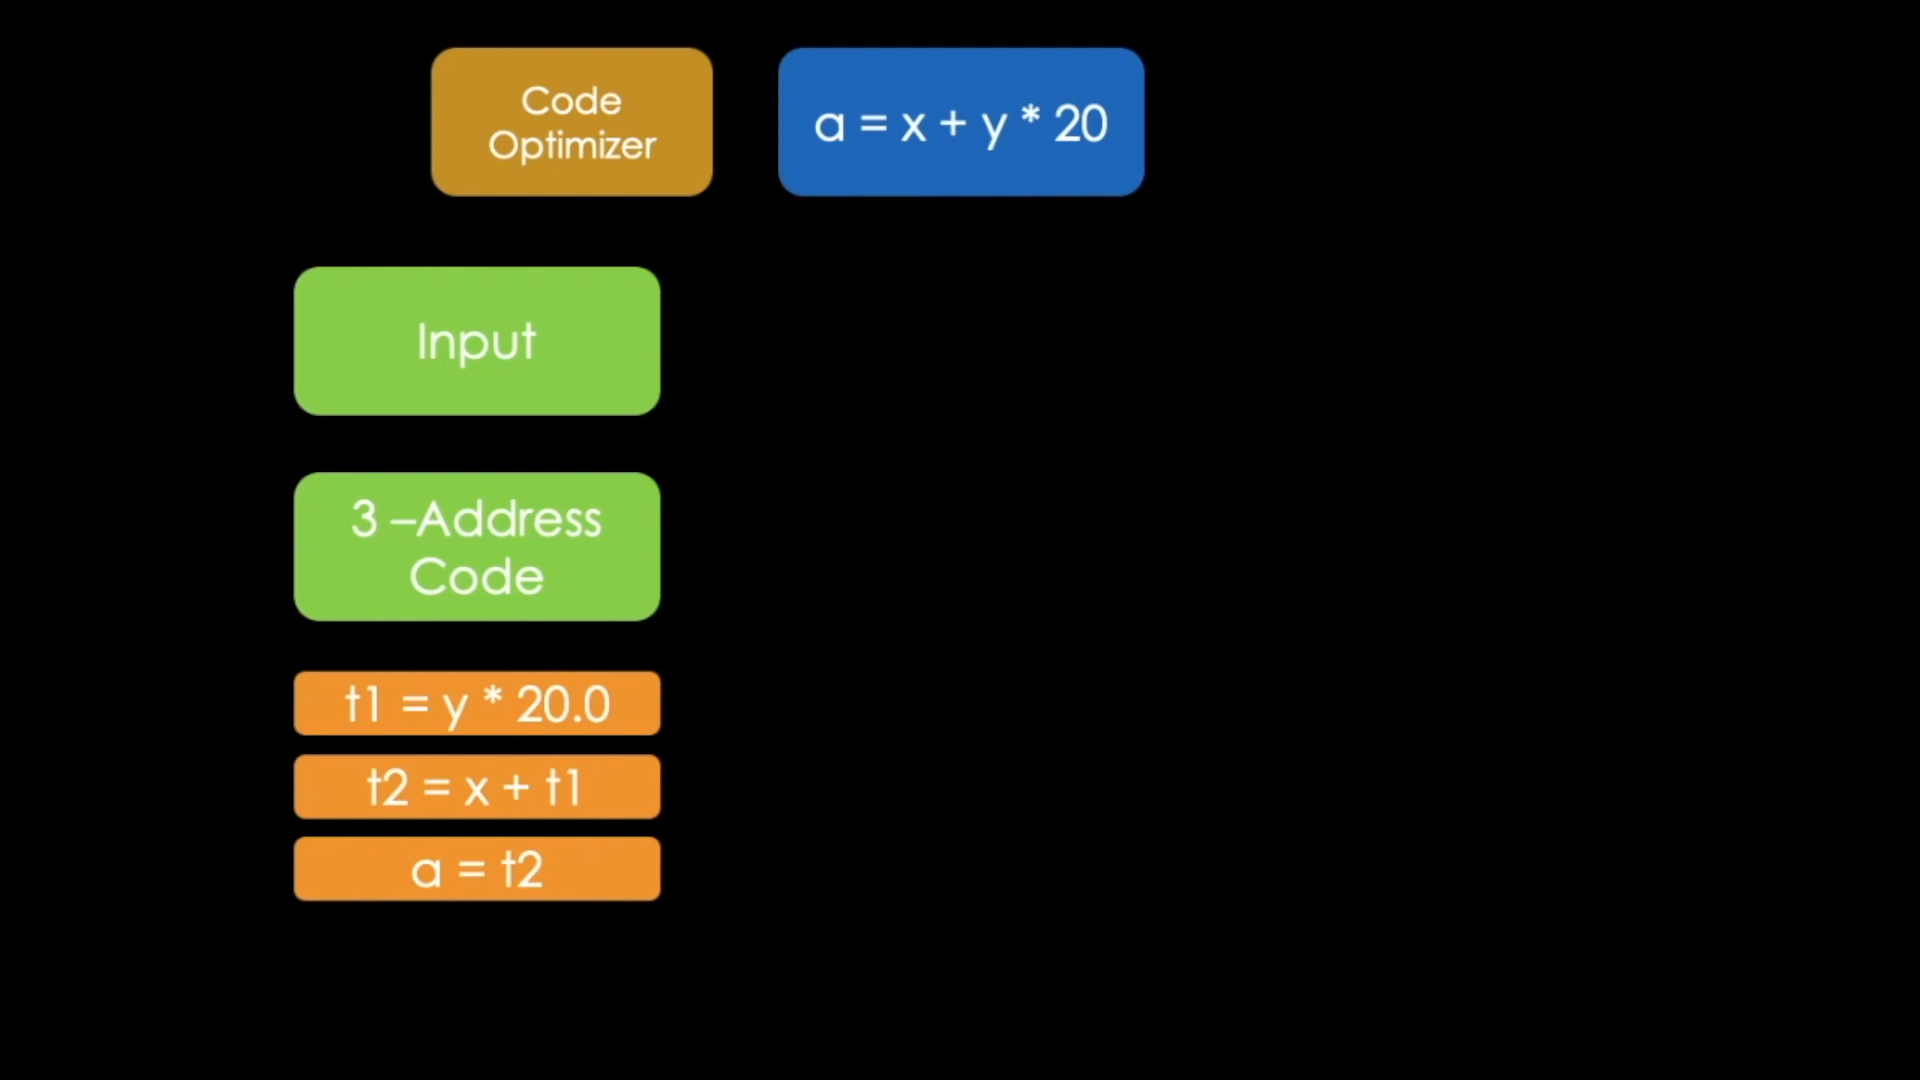 Code
Optimizer
a = x + y * 20
Input
3 –Address
Code
t1 = y * 20.0
t2 = x + t1
a = t2